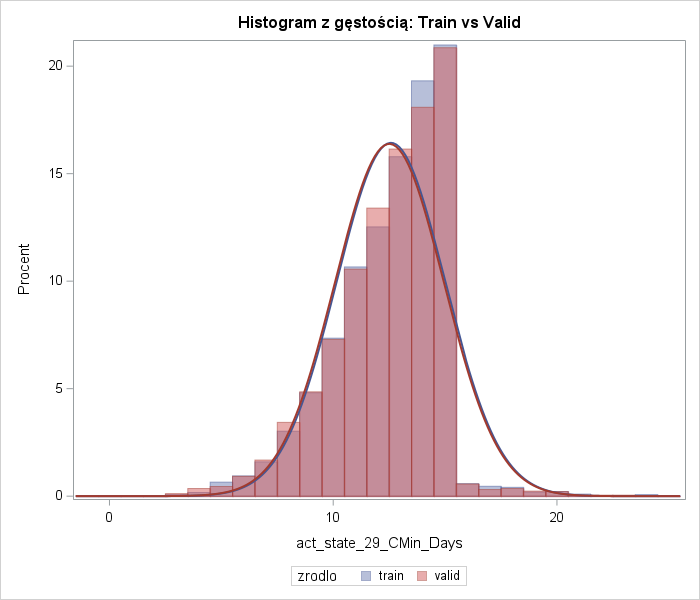 Histogram z gęstością: Train vs Valid
20
15
10
5
0
Procent
0 10 20
act_state_29_CMin_Days
zrodlo train valid